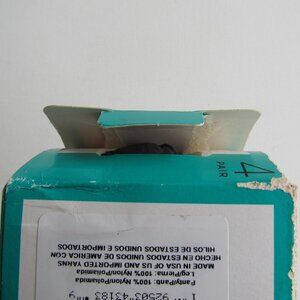 Panty/Pant: 100% Nylon/Poliamida
Leg/Pierna: 100% Nylon/Poliamida
MADE IN USA OF US AND IMPORTED YARNS
HECHO EN ESTADOS UNIDOS DE AMERICA CON
HILOS DE ESTADOS UNIDOS E IMPORTADOS
4
PAIR